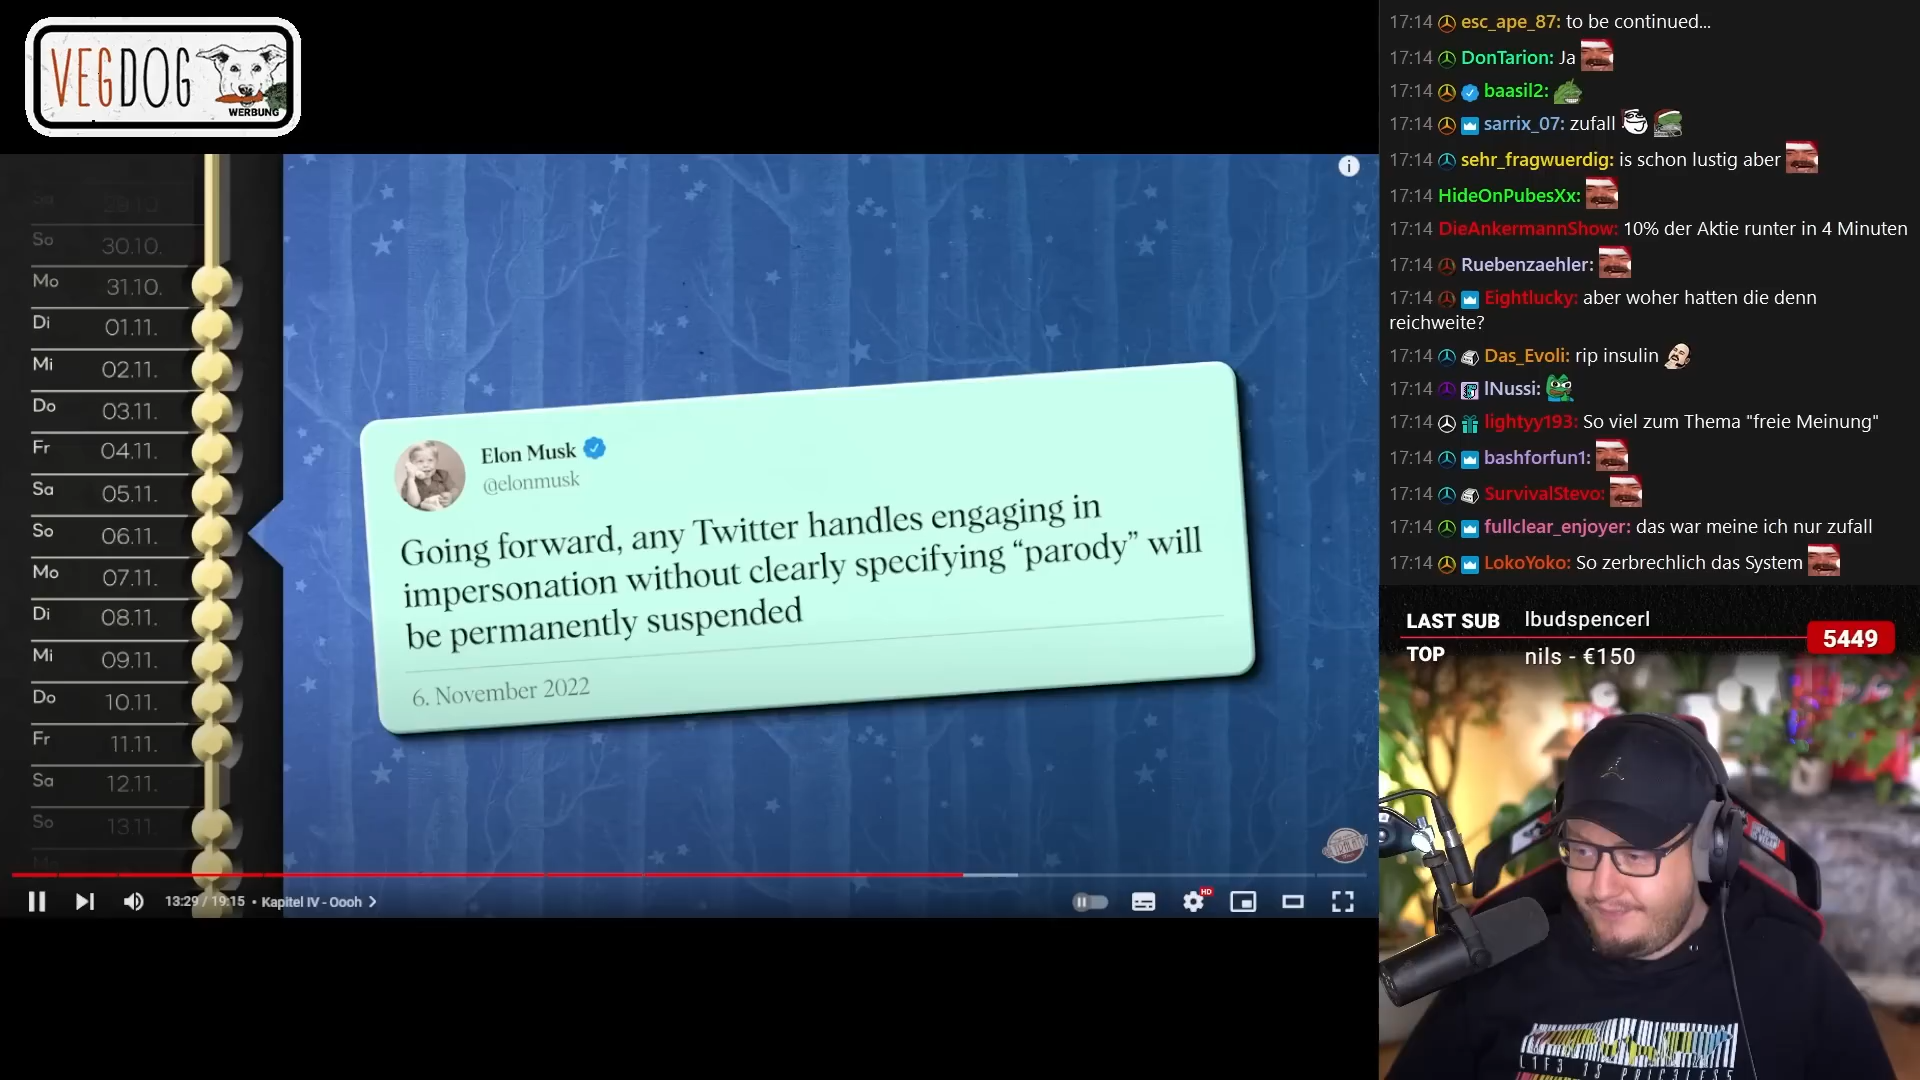 VEGDOG
WERBUNG
Sa 29.10.
Sa 30.10.
Mo 31.10.
Di 01.11.
Mi 02.11.
Do 03.11.
Fr 04.11.
Sa 05.11.
So 06.11.
Mo 07.11.
Di 08.11.
Mi 09.11.
Do 10.11.
Fr 11.11.
Sa 12.11.
So 13.11.
Elon Musk
@elonmusk
Going forward, any Twitter handles engaging in
impersonation without clearly specifying “parody” will
be permanently suspended
6. November 2022
13:29 / 19:15 • Kapitel IV - Oooh
HD
17:14 esc_ape_87: to be continued...
17:14 DonTarion: Ja
17:14 baasil2:
17:14 sarrix_07: zufall
17:14 sehr_fragwuerdig: is schon lustig aber
17:14 HideOnPubesXx:
17:14 DieAnkermannShow: 10% der Aktie runter in 4 Minuten
17:14 Ruebenzaehler:
17:14 Eightlucky: aber woher hatten die denn
reichweite?
17:14 Das_Evoli: rip insulin
17:14 lNussi:
17:14 lightyy193: So viel zum Thema "freie Meinung"
17:14 bashforfun1:
17:14 SurvivalStevo:
17:14 fullclear_enjoyer: das war meine ich nur zufall
17:14 LokoYoko: So zerbrechlich das System
LAST SUB lbudspencerl
5449
TOP nils - €150
L1F3 1S PR1C3L3SS